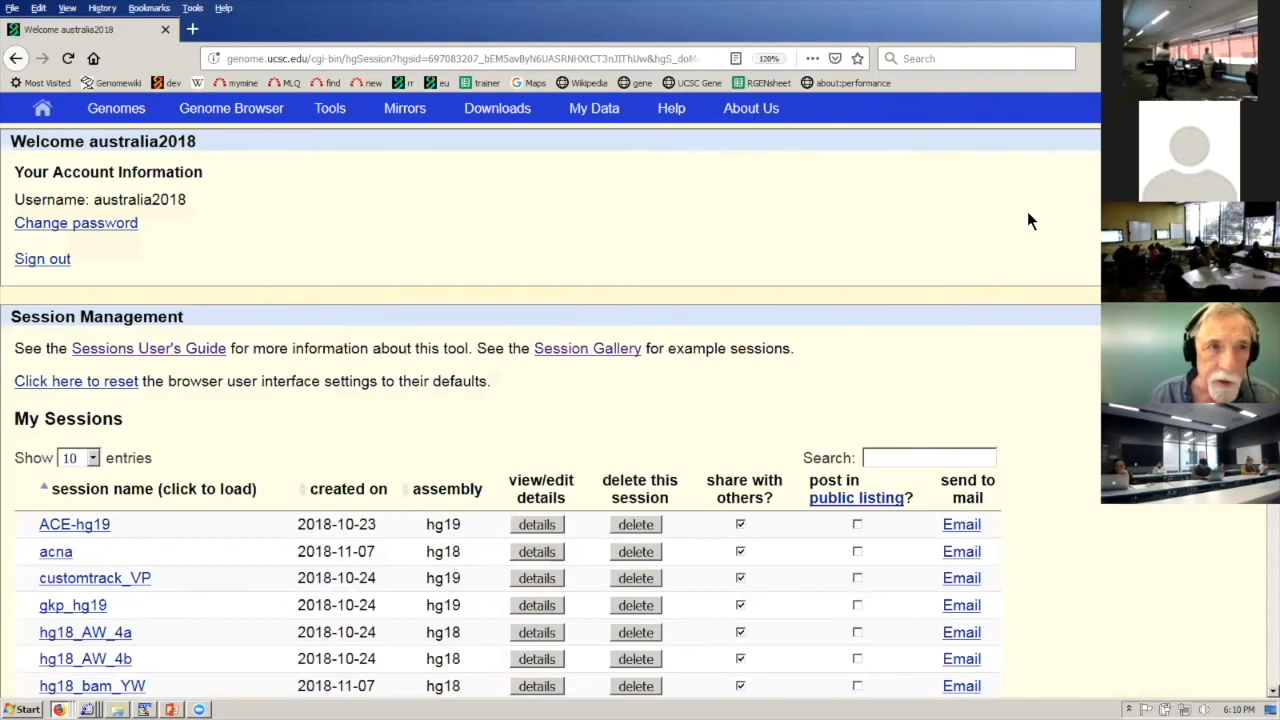 File Edit View History Bookmarks Tools Help
Welcome australia2018
120%
Search
Most Visited Genomewiki dev mymine MLQ find new rr eu trainer Maps Wikipedia gene UCSC Gene RGENsheet about:performance
Genomes Genome Browser Tools Mirrors Downloads My Data Help About Us
Welcome australia2018
Your Account Information
Username: australia2018
Change password
Sign out
Session Management
See the Sessions User's Guide for more information about this tool. See the Session Gallery for example sessions.
Click here to reset the browser user interface settings to their defaults.
My Sessions
Show 10 entries Search:
session name (click to load) created on assembly view/edit details delete this session share with others? post in public listing? send to mail
ACE-hg19 2018-10-23 hg19 details delete Email
acna 2018-11-07 hg18 details delete Email
customtrack_VP 2018-10-24 hg19 details delete Email
gkp_hg19 2018-10-24 hg19 details delete Email
hg18_AW_4a 2018-10-24 hg18 details delete Email
hg18_AW_4b 2018-10-24 hg18 details delete Email
hg18_bam_YW 2018-11-07 hg18 details delete Email
Start 6:10 PM